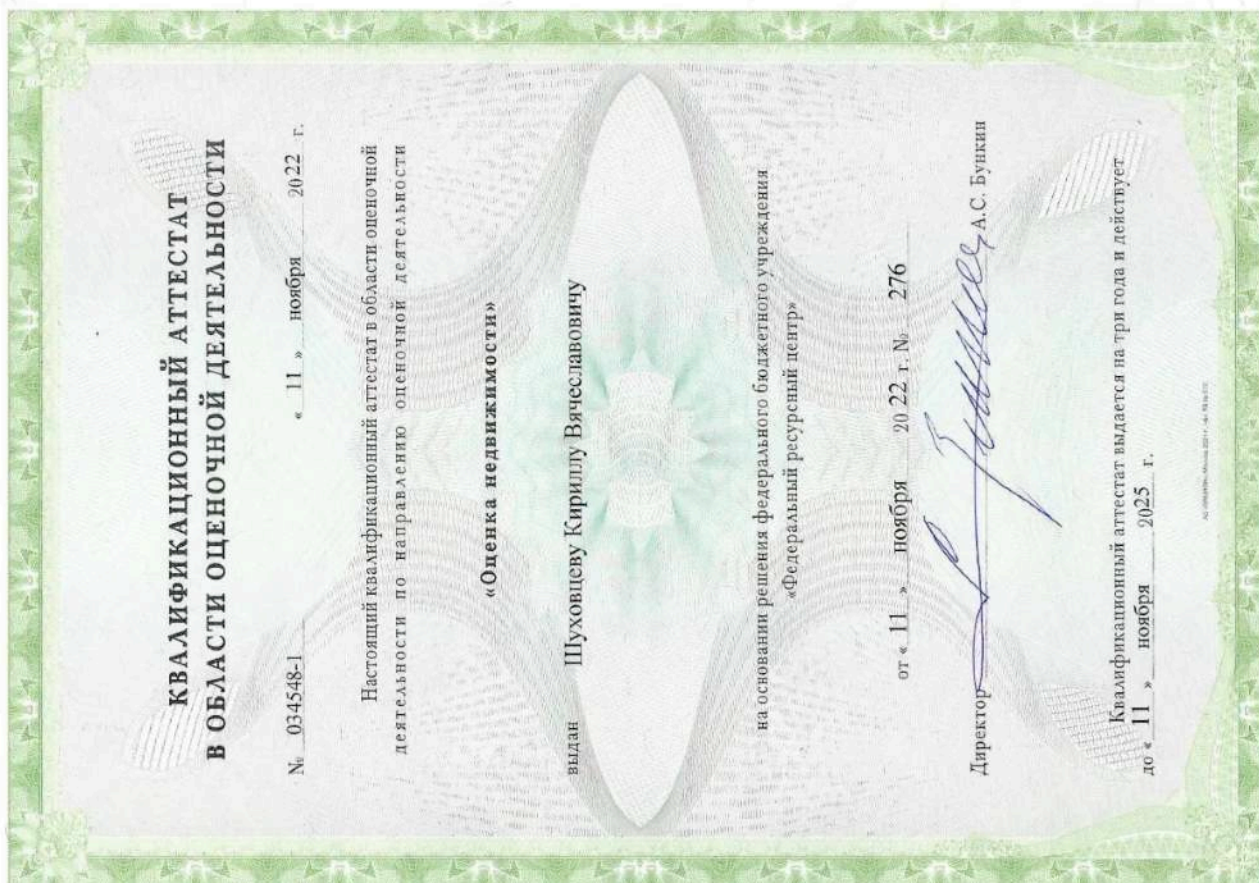 КВАЛИФИКАЦИОННЫЙ АТТЕСТАТ
В ОБЛАСТИ ОЦЕНОЧНОЙ ДЕЯТЕЛЬНОСТИ
№ 034548-1 « 11 » ноября 2022 г.
Настоящий квалификационный аттестат в области оценочной
деятельности по направлению оценочной деятельности
«Оценка недвижимости»
выдан Шуховцеву Кириллу Вячеславовичу
на основании решения федерального бюджетного учреждения
«Федеральный ресурсный центр»
от « 11 » ноября 20 22 г. № 276
Директор А.С. Бункин
Квалификационный аттестат выдается на три года и действует
до « 11 » ноября 2025 г.